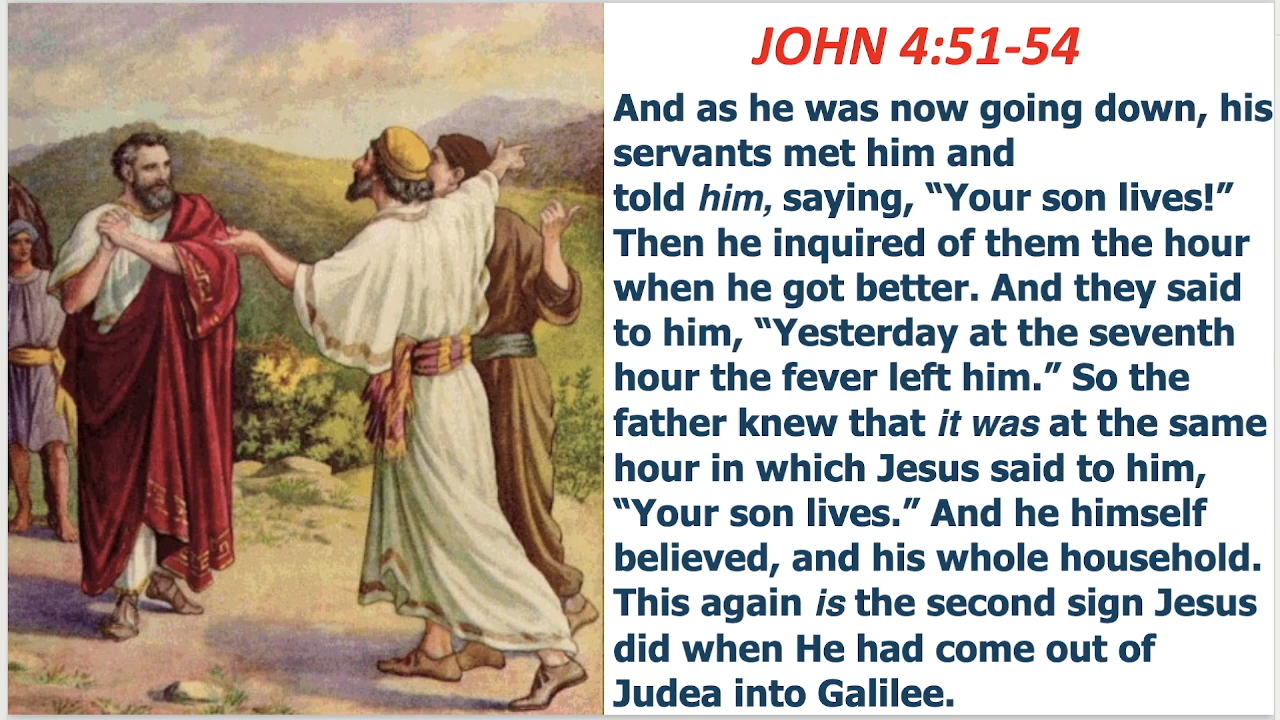 JOHN 4:51-54
And as he was now going down, his
servants met him and
told him, saying, “Your son lives!”
Then he inquired of them the hour
when he got better. And they said
to him, “Yesterday at the seventh
hour the fever left him.” So the
father knew that it was at the same
hour in which Jesus said to him,
“Your son lives.” And he himself
believed, and his whole household.
This again is the second sign Jesus
did when He had come out of
Judea into Galilee.